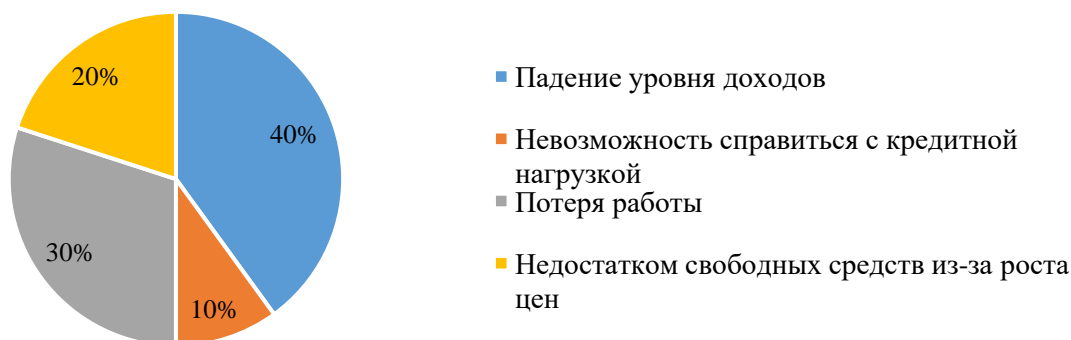 20%
40%
30%
10%
Падение уровня доходов
Невозможность справиться с кредитной
нагрузкой
Потеря работы
Недостатком свободных средств из-за роста
цен